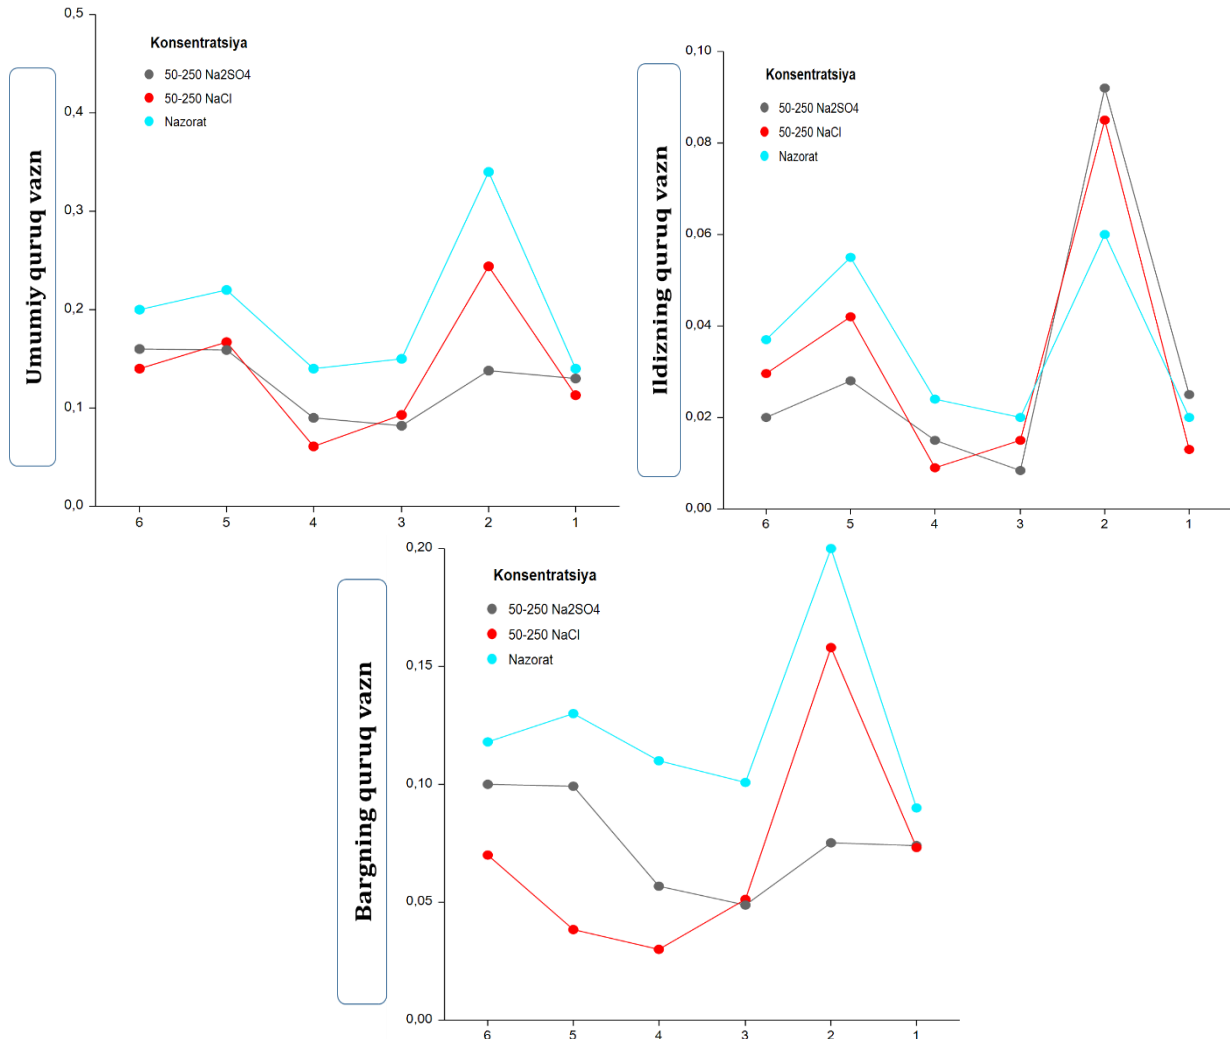 Umumiy quruq vazn
Konsentratsiya
50-250 Na2SO4
50-250 NaCl
Nazorat
0,5
0,4
0,3
0,2
0,1
0,0
6 5 4 3 2 1
Ildizning quruq vazn
Konsentratsiya
50-250 Na2SO4
50-250 NaCl
Nazorat
0,10
0,08
0,06
0,04
0,02
0,00
6 5 4 3 2 1
Bargning quruq vazn
Konsentratsiya
50-250 Na2SO4
50-250 NaCl
Nazorat
0,20
0,15
0,10
0,05
0,00
6 5 4 3 2 1